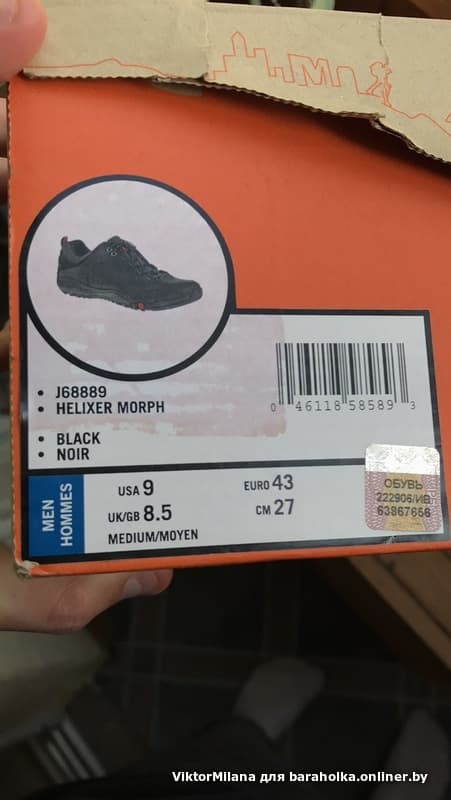 M
• J68889
• HELIXER MORPH
• BLACK
• NOIR
0 46118 58589 3
MEN
HOMMES
USA 9
UK/GB 8.5
MEDIUM/MOYEN
EURO 43
CM 27
ОБУВЬ
222906/ИВ
63867656
ViktorMilana для baraholka.onliner.by